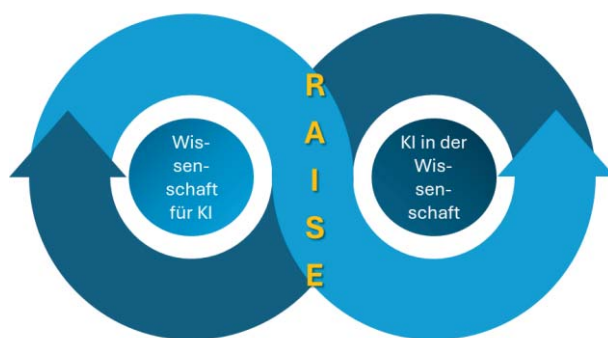 Wis-
sen-
schaft
für KI
R
A
I
S
E
KI in der
Wis-
sen-
schaft